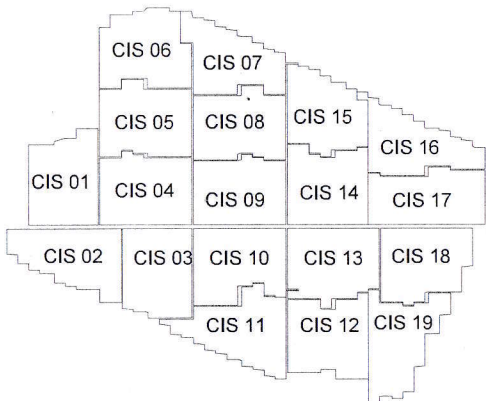 CIS 06
CIS 07
CIS 05
CIS 08
CIS 15
CIS 16
CIS 01
CIS 04
CIS 09
CIS 14
CIS 17
CIS 02
CIS 03
CIS 10
CIS 13
CIS 18
CIS 11
CIS 12
CIS 19